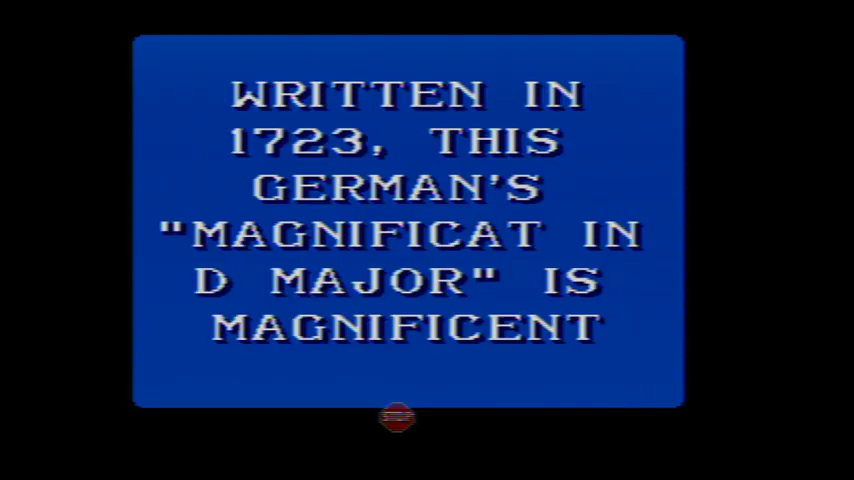 WRITTEN IN
1723, THIS
GERMAN'S
"MAGNIFICAT IN
D MAJOR" IS
MAGNIFICENT